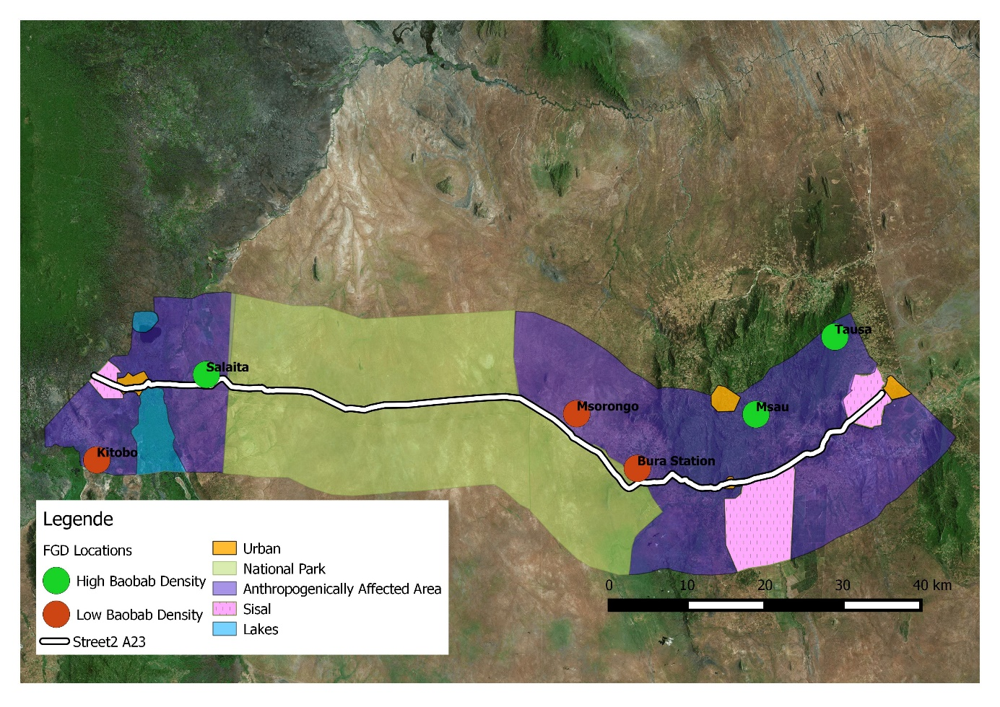 Tausa
Salaita
Msorongo
Msau
Kitobo
Bura Station
Legende
FGD Locations
High Baobab Density
Low Baobab Density
Street2 A23
Urban
National Park
Anthropogenically Affected Area
Sisal
Lakes
0 10 20 30 40 km